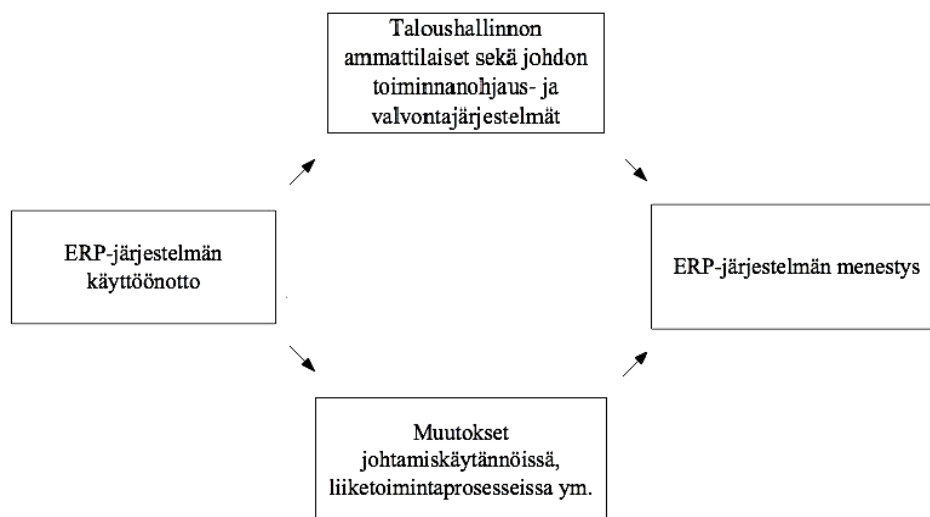 Taloushallinnon
ammattilaiset sekä johdon
toiminnanohjaus- ja
valvontajärjestelmät
ERP-järjestelmän
käyttöönotto
ERP-järjestelmän menestys
Muutokset
johtamiskäytännöissä,
liiketoimintaprosesseissa ym.